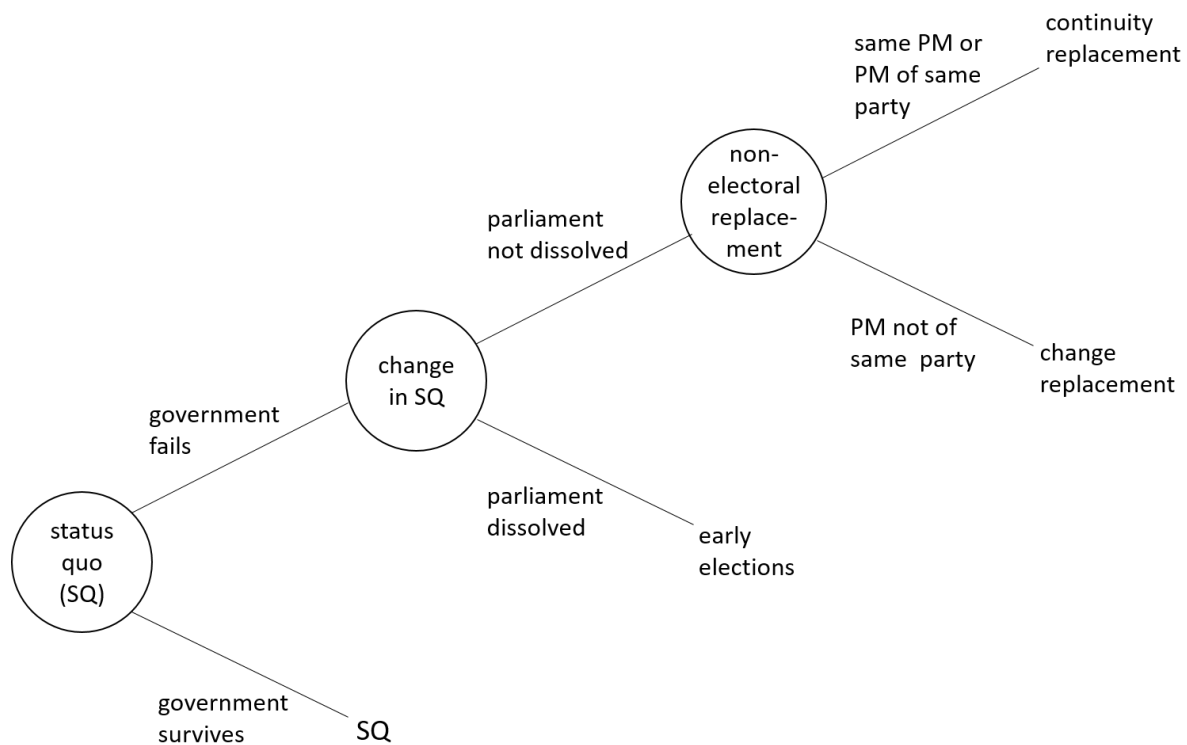 continuity
replacement
same PM or
PM of same
party
non-
electoral
replace-
ment
parliament
not dissolved
PM not of
same party
change
replacement
change
in SQ
government
fails
parliament
dissolved
early
elections
status
quo
(SQ)
government
survives
SQ